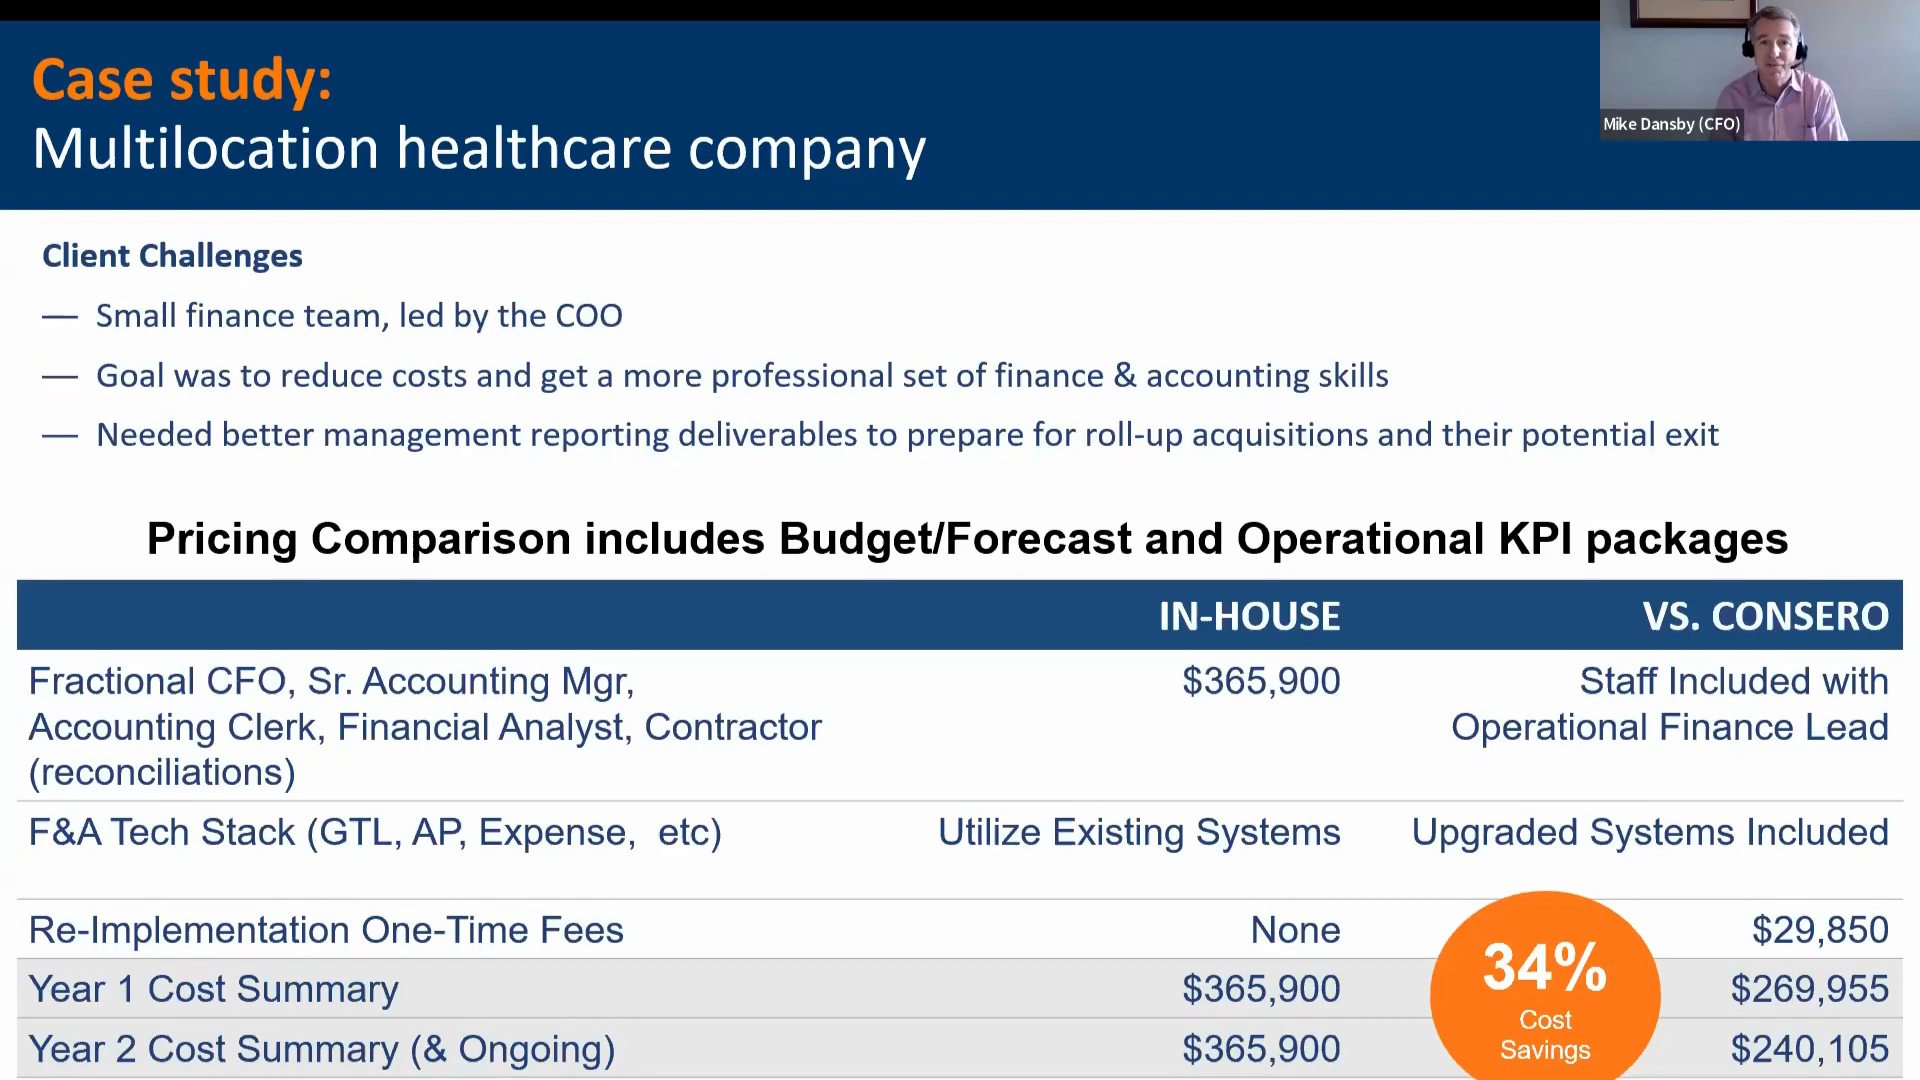 Case study:
Multilocation healthcare company
Mike Dansby (CFO)
Client Challenges
— Small finance team, led by the COO
— Goal was to reduce costs and get a more professional set of finance & accounting skills
— Needed better management reporting deliverables to prepare for roll-up acquisitions and their potential exit
Pricing Comparison includes Budget/Forecast and Operational KPI packages
IN-HOUSE VS. CONSERO
Fractional CFO, Sr. Accounting Mgr, $365,900 Staff Included with
Accounting Clerk, Financial Analyst, Contractor Operational Finance Lead
(reconciliations)
F&A Tech Stack (GTL, AP, Expense,  etc) Utilize Existing Systems Upgraded Systems Included
Re-Implementation One-Time Fees None $29,850
Year 1 Cost Summary $365,900 $269,955
Year 2 Cost Summary (& Ongoing) $365,900 $240,105
34%
Cost
Savings